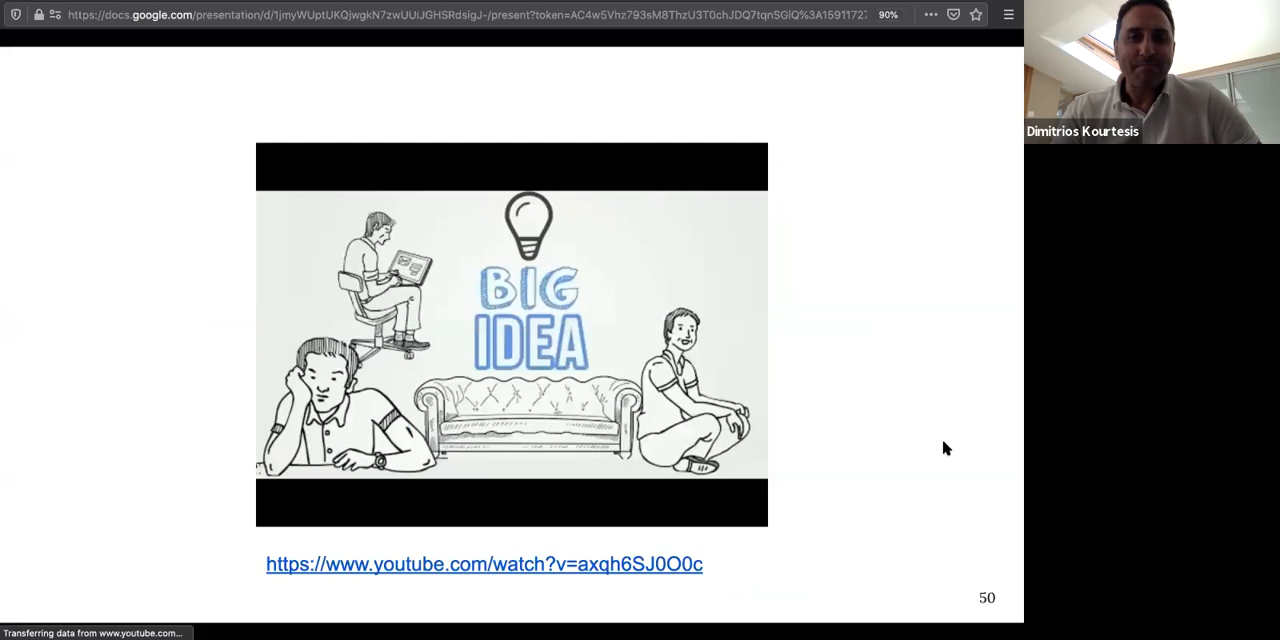 https://docs.google.com/presentation/d/1jmyWUptUKQjwgkN7zwUUiJGHSRdsigJ-/present?token=AC4w5Vhz793sM8ThzU3T0chJDQ7tqnSGlQ%3A15911727
90%
Dimitrios Kourtesis
BIG
IDEA
https://www.youtube.com/watch?v=axqh6SJ0O0c
50
Transferring data from www.youtube.com...